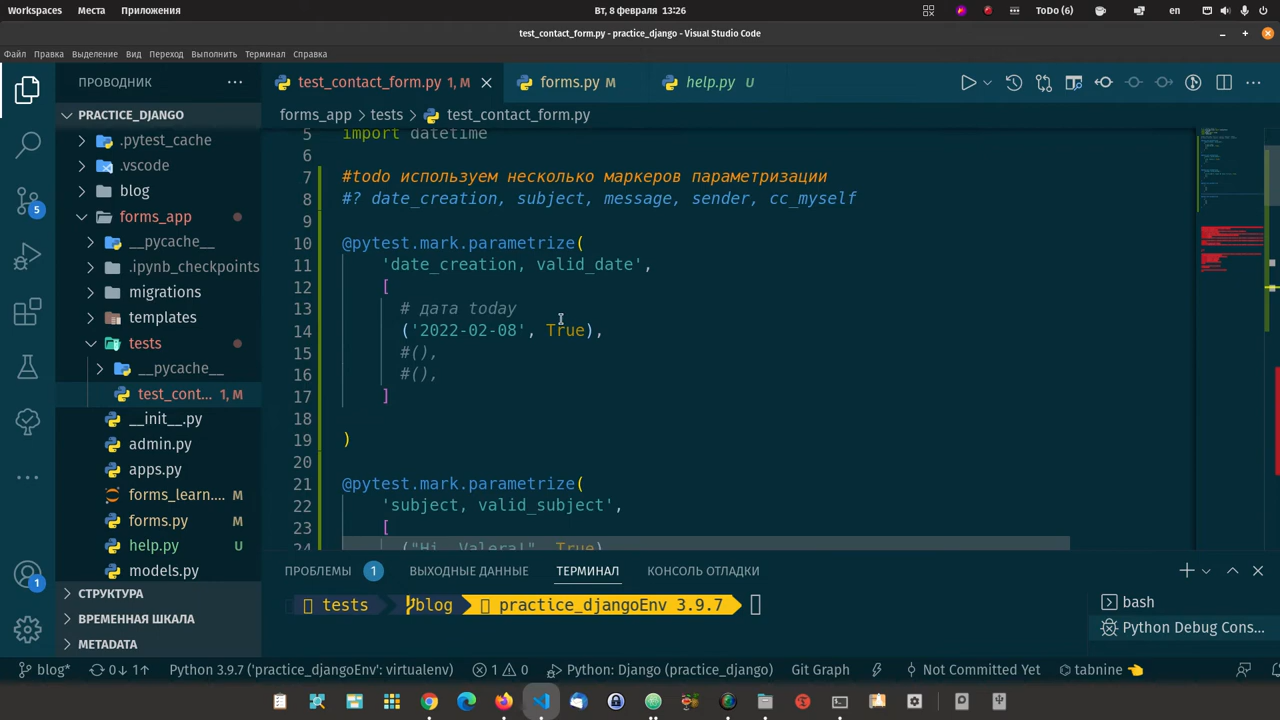 Workspaces Места Приложения Вт, 8 февраля 13:26 ToDo (6) en
test_contact_form.py - practice_django - Visual Studio Code
Файл Правка Выделение Вид Переход Выполнить Терминал Справка
ПРОВОДНИК ... test_contact_form.py 1, M forms.py M help.py U
PRACTICE_DJANGO forms_app > tests > test_contact_form.py
.pytest_cache
.vscode
blog
forms_app
__pycache__
.ipynb_checkpoints
migrations
templates
tests
__pycache__
test_cont... 1, M
__init__.py
admin.py
apps.py
forms_learn.... M
forms.py M
help.py U
models.py
СТРУКТУРА
ВРЕМЕННАЯ ШКАЛА
METADATA
5
1
5 import datetime
6
7 #todo используем несколько маркеров параметризации
8 #? date_creation, subject, message, sender, cc_myself
9
10 @pytest.mark.parametrize(
11 'date_creation, valid_date',
12 [
13 # дата today
14 ('2022-02-08', True),
15 #(),
16 #(),
17 ]
18
19 )
20
21 @pytest.mark.parametrize(
22 'subject, valid_subject',
23 [
24 ("Hi, Valera!", True)
ПРОБЛЕМЫ 1 ВЫХОДНЫЕ ДАННЫЕ ТЕРМИНАЛ КОНСОЛЬ ОТЛАДКИ
tests blog practice_djangoEnv 3.9.7
bash
Python Debug Cons...
blog* 0↓ 1↑ Python 3.9.7 ('practice_djangoEnv': virtualenv) 1 0 Python: Django (practice_django) Git Graph Not Committed Yet tabnine